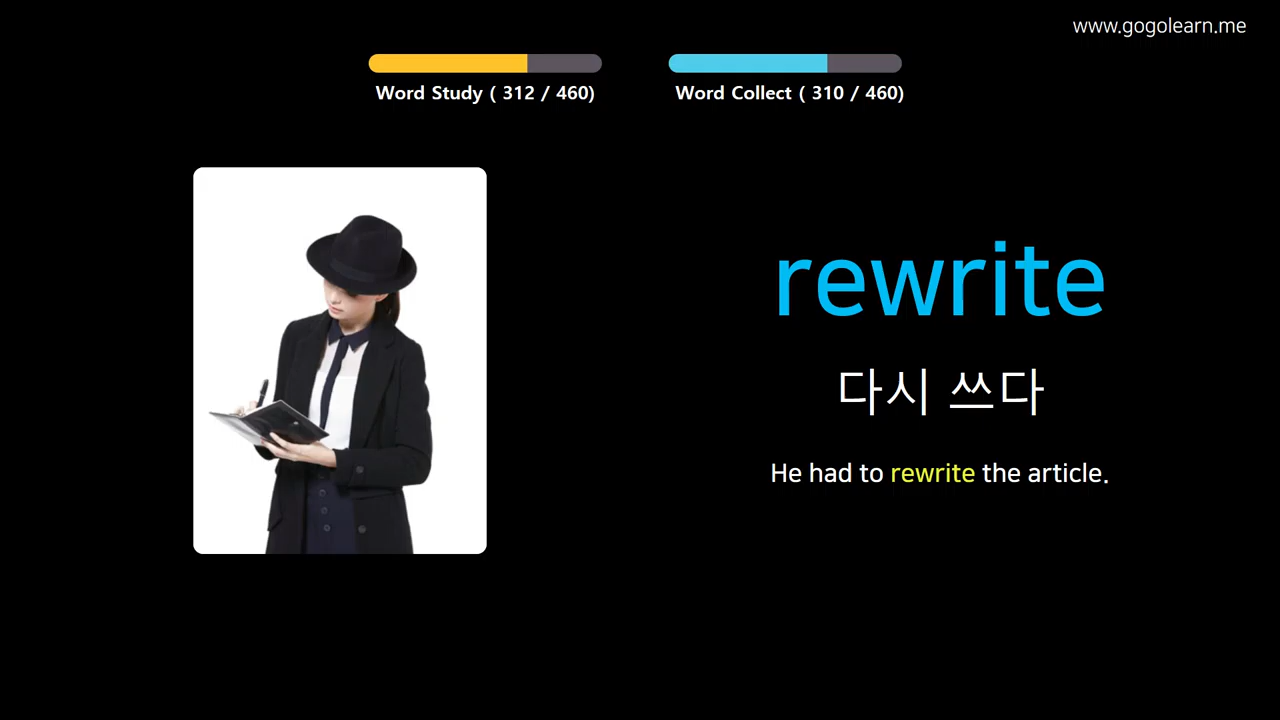 www.gogolearn.me
Word Study ( 312 / 460)
Word Collect ( 310 / 460)
rewrite
다시 쓰다
He had to rewrite the article.